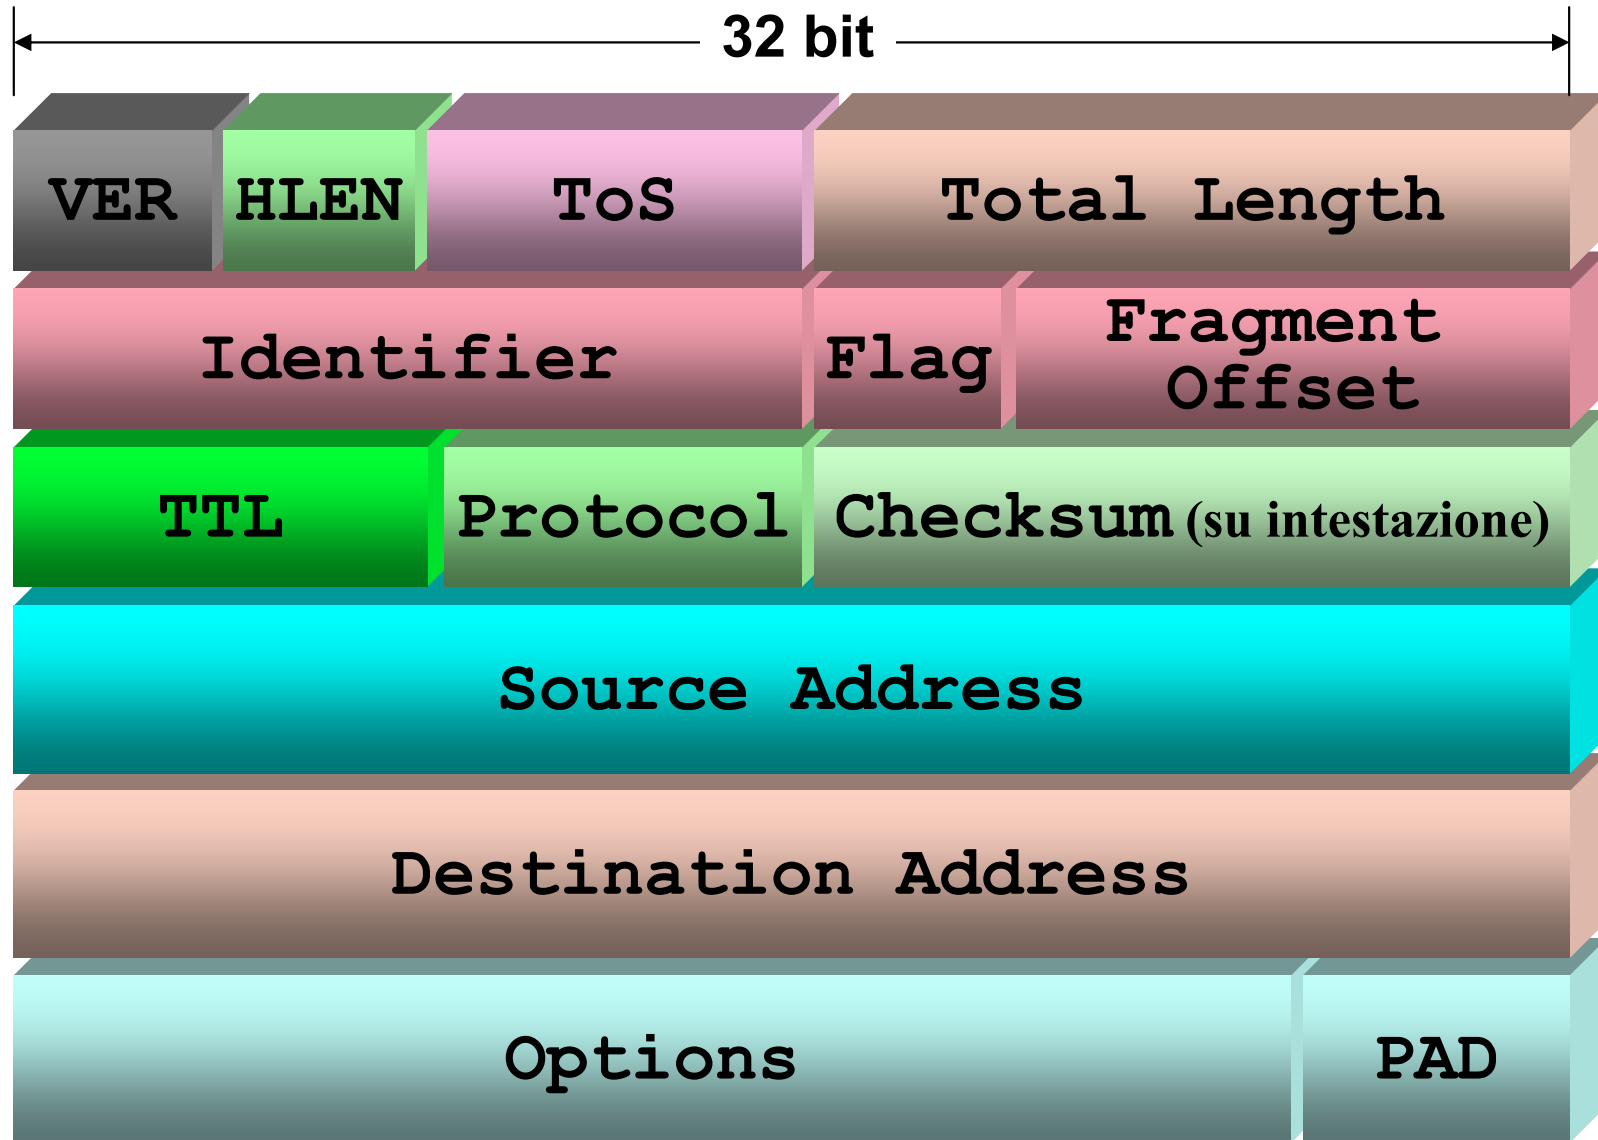 32 bit
VER HLEN ToS Total Length
Identifier Flag Fragment
Offset
TTL Protocol Checksum (su intestazione)
Source Address
Destination Address
Options PAD